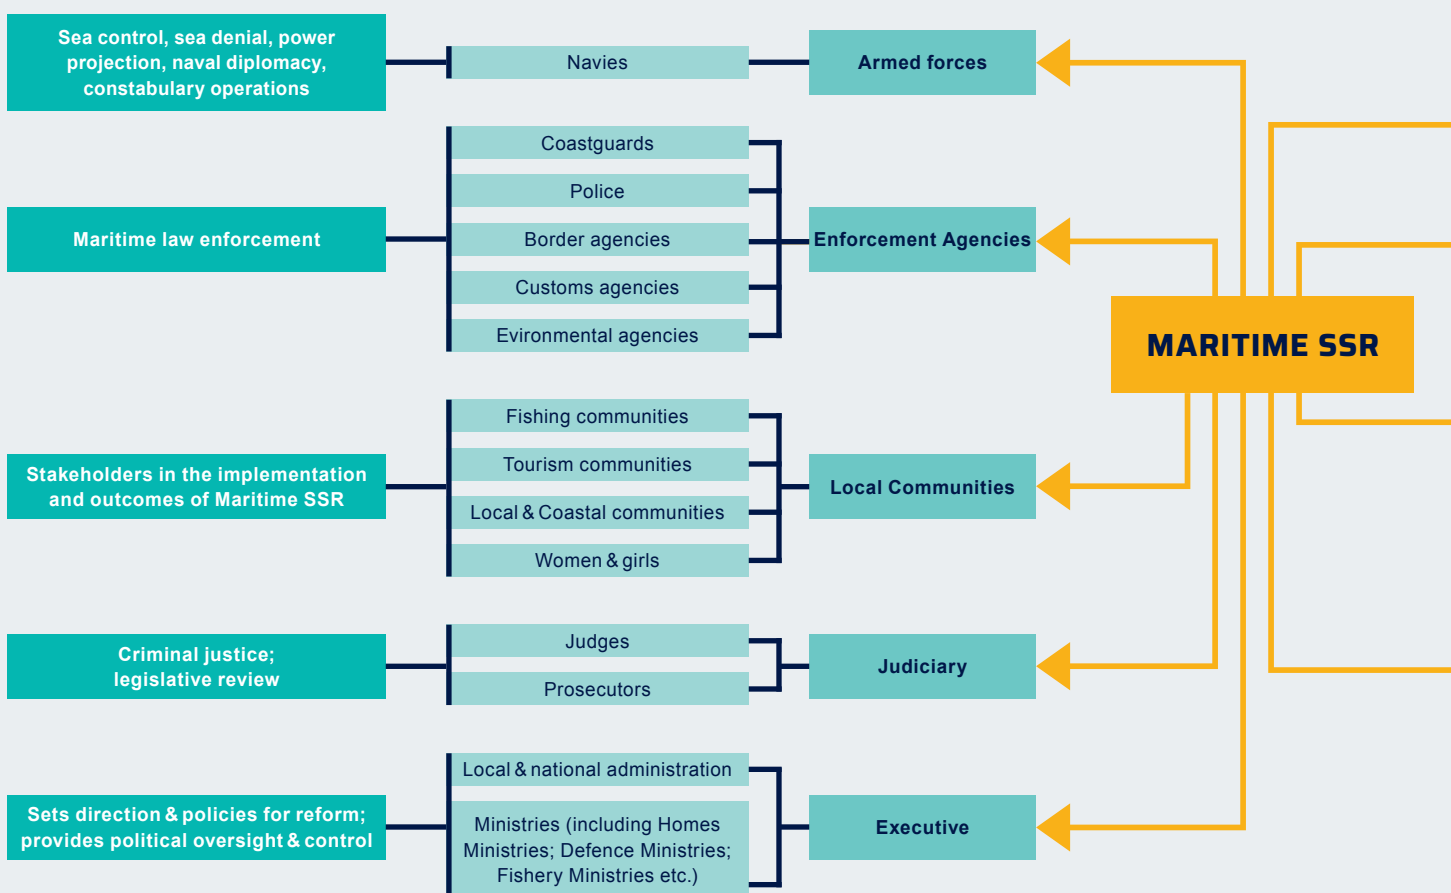 Sea control, sea denial, power
projection, naval diplomacy,
constabulary operations
Navies
Armed forces
Coastguards
Police
Maritime law enforcement
Border agencies
Enforcement Agencies
Customs agencies
Evironmental agencies
MARITIME SSR
Fishing communities
Tourism communities
Stakeholders in the implementation
and outcomes of Maritime SSR
Local Communities
Local & Coastal communities
Women & girls
Criminal justice;
legislative review
Judges
Prosecutors
Judiciary
Local & national administration
Sets direction & policies for reform;
provides political oversight & control
Ministries (including Homes
Ministries; Defence Ministries;
Fishery Ministries etc.)
Executive